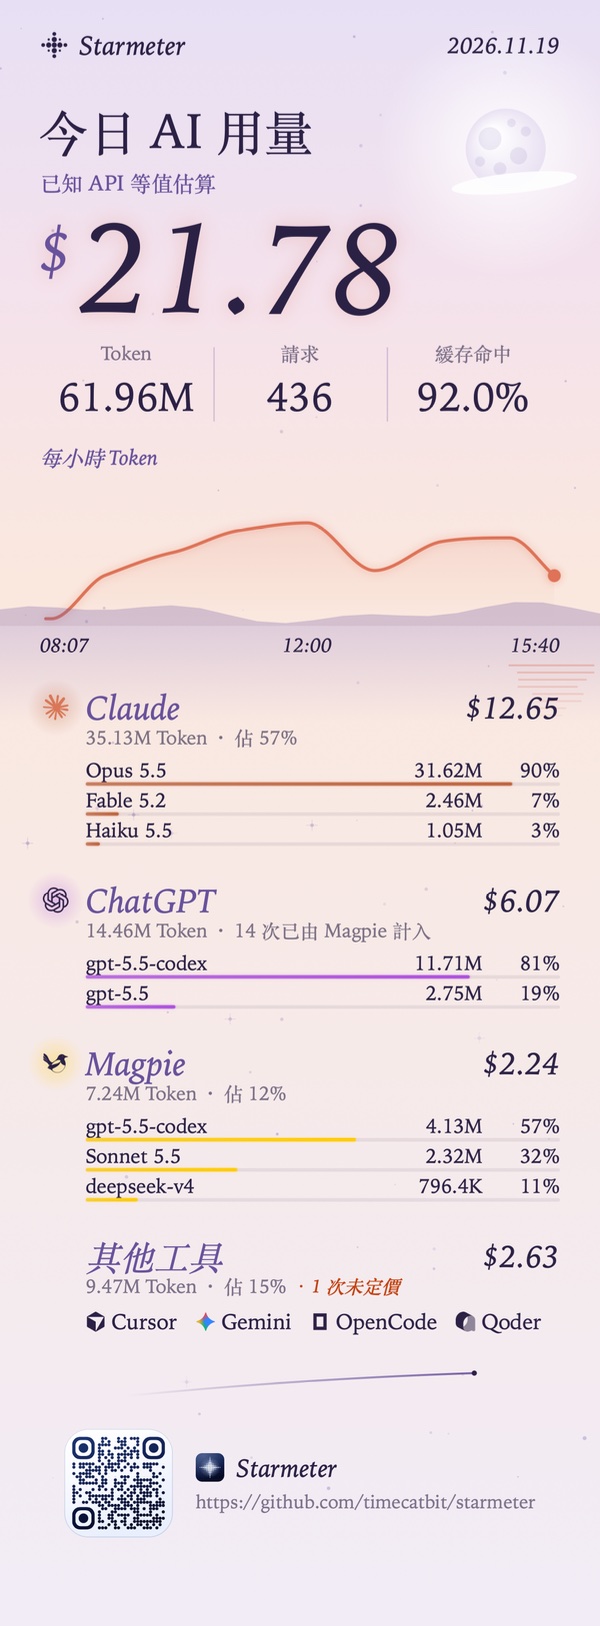 Starmeter
2026.11.19
今日 AI 用量
已知 API 等值估算
$21.78
Token 請求 緩存命中
61.96M 436 92.0%
每小時 Token
08:07 12:00 15:40
Claude $12.65
35.13M Token · 佔 57%
Opus 5.5 31.62M 90%
Fable 5.2 2.46M 7%
Haiku 5.5 1.05M 3%
ChatGPT $6.07
14.46M Token · 14 次已由 Magpie 計入
gpt-5.5-codex 11.71M 81%
gpt-5.5 2.75M 19%
Magpie $2.24
7.24M Token · 佔 12%
gpt-5.5-codex 4.13M 57%
Sonnet 5.5 2.32M 32%
deepseek-v4 796.4K 11%
其他工具 $2.63
9.47M Token · 佔 15% · 1 次未定價
Cursor Gemini OpenCode Qoder
Starmeter
https://github.com/timecatbit/starmeter